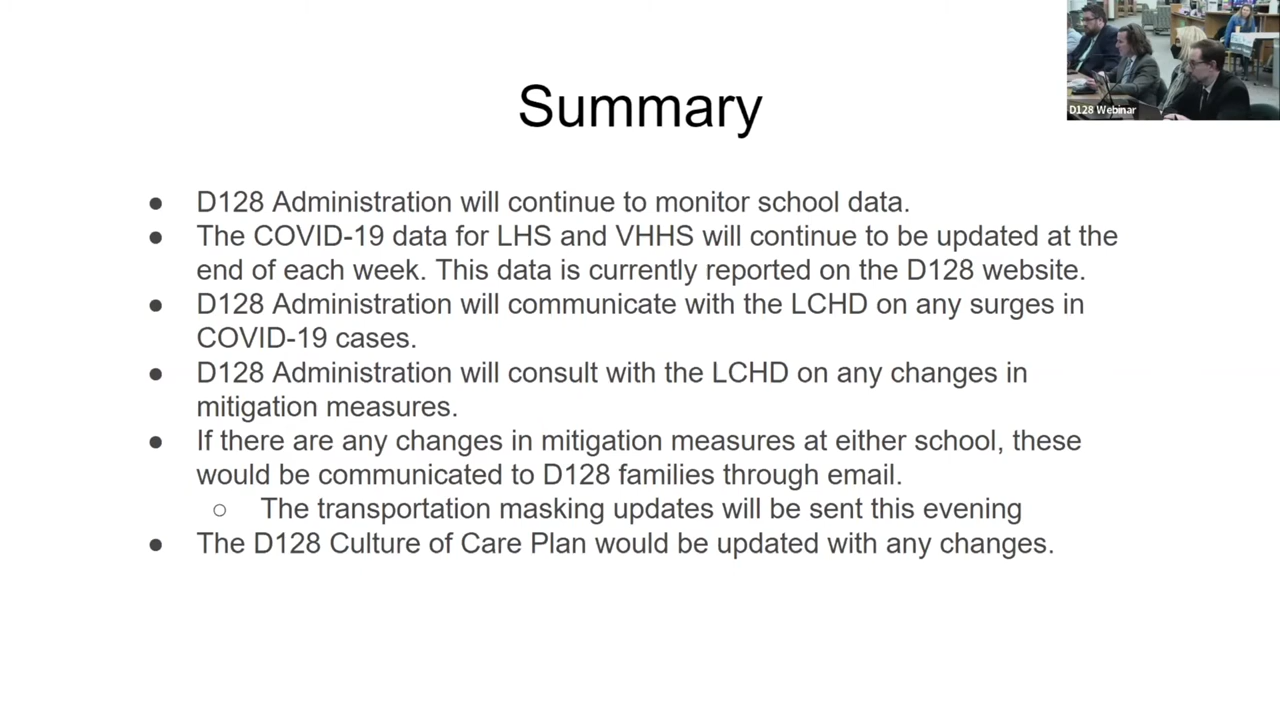 Summary
D128 Webinar
● D128 Administration will continue to monitor school data.
● The COVID-19 data for LHS and VHHS will continue to be updated at the
end of each week. This data is currently reported on the D128 website.
● D128 Administration will communicate with the LCHD on any surges in
COVID-19 cases.
● D128 Administration will consult with the LCHD on any changes in
mitigation measures.
● If there are any changes in mitigation measures at either school, these
would be communicated to D128 families through email.
○ The transportation masking updates will be sent this evening
● The D128 Culture of Care Plan would be updated with any changes.